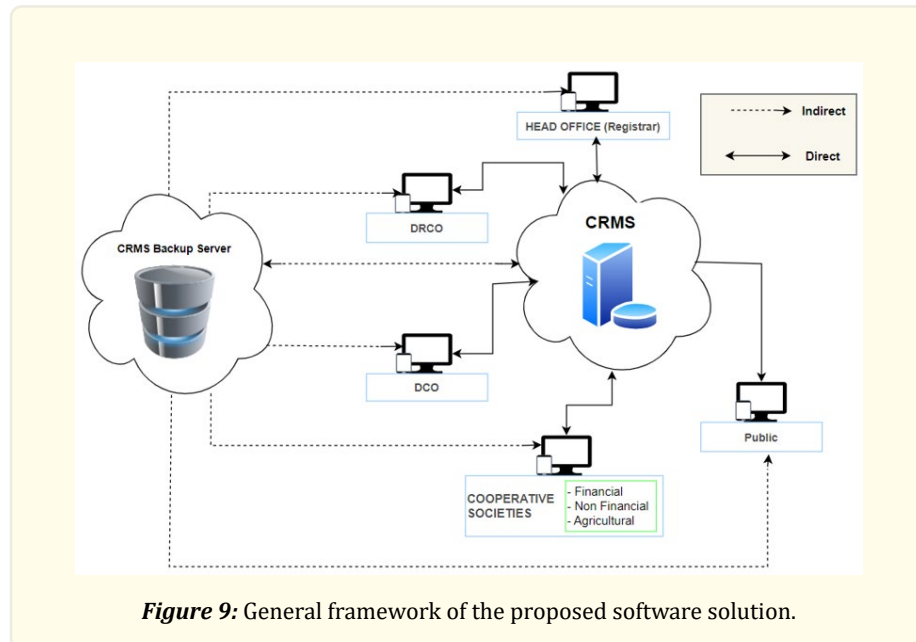 HEAD OFFICE (Registrar)
Indirect
Direct
DRCO
CRMS
CRMS Backup Server
DCO
Public
COOPERATIVE
SOCIETIES
- Financial
- Non Financial
- Agricultural
Figure 9: General framework of the proposed software solution.